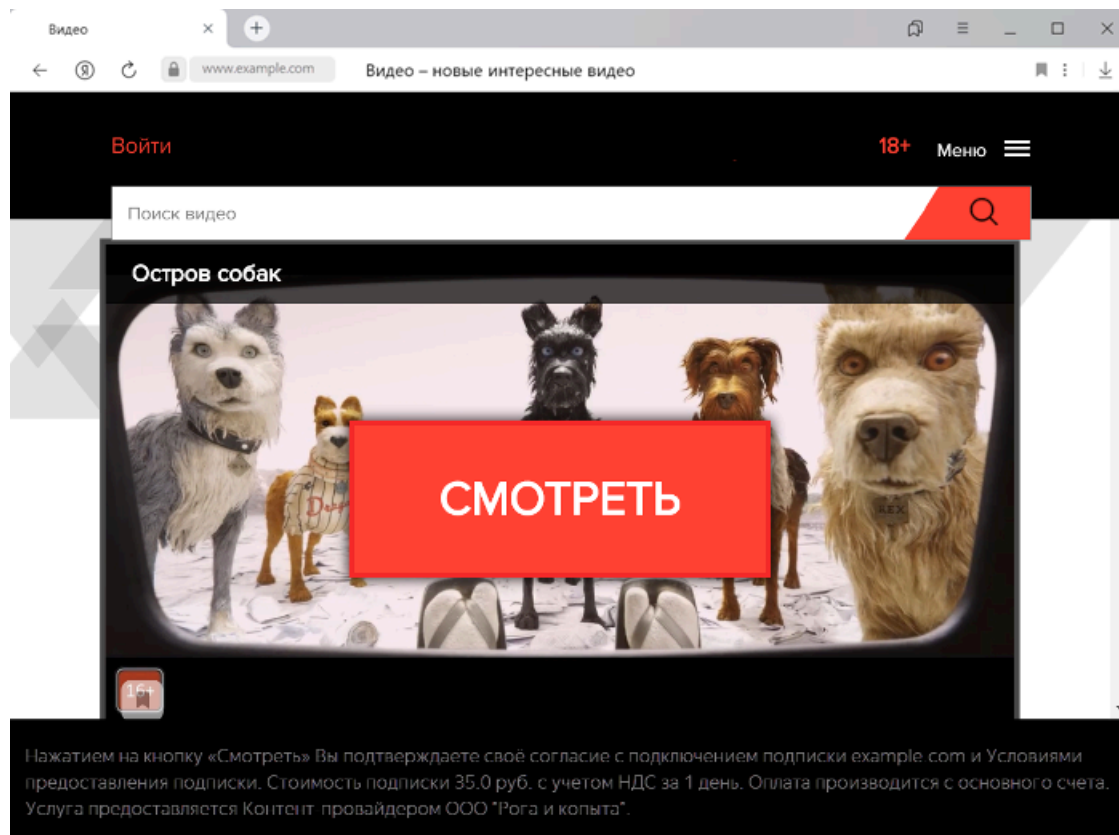 Видео
www.example.com Видео – новые интересные видео
Войти 18+ Меню
Поиск видео
Остров собак
REX
СМОТРЕТЬ
16+
Нажатием на кнопку «Смотреть» Вы подтверждаете своё согласие с подключением подписки example.com и Условиями
предоставления подписки. Стоимость подписки 35.0 руб. с учетом НДС за 1 день. Оплата производится с основного счета.
Услуга предоставляется Контент-провайдером ООО "Рога и копыта".